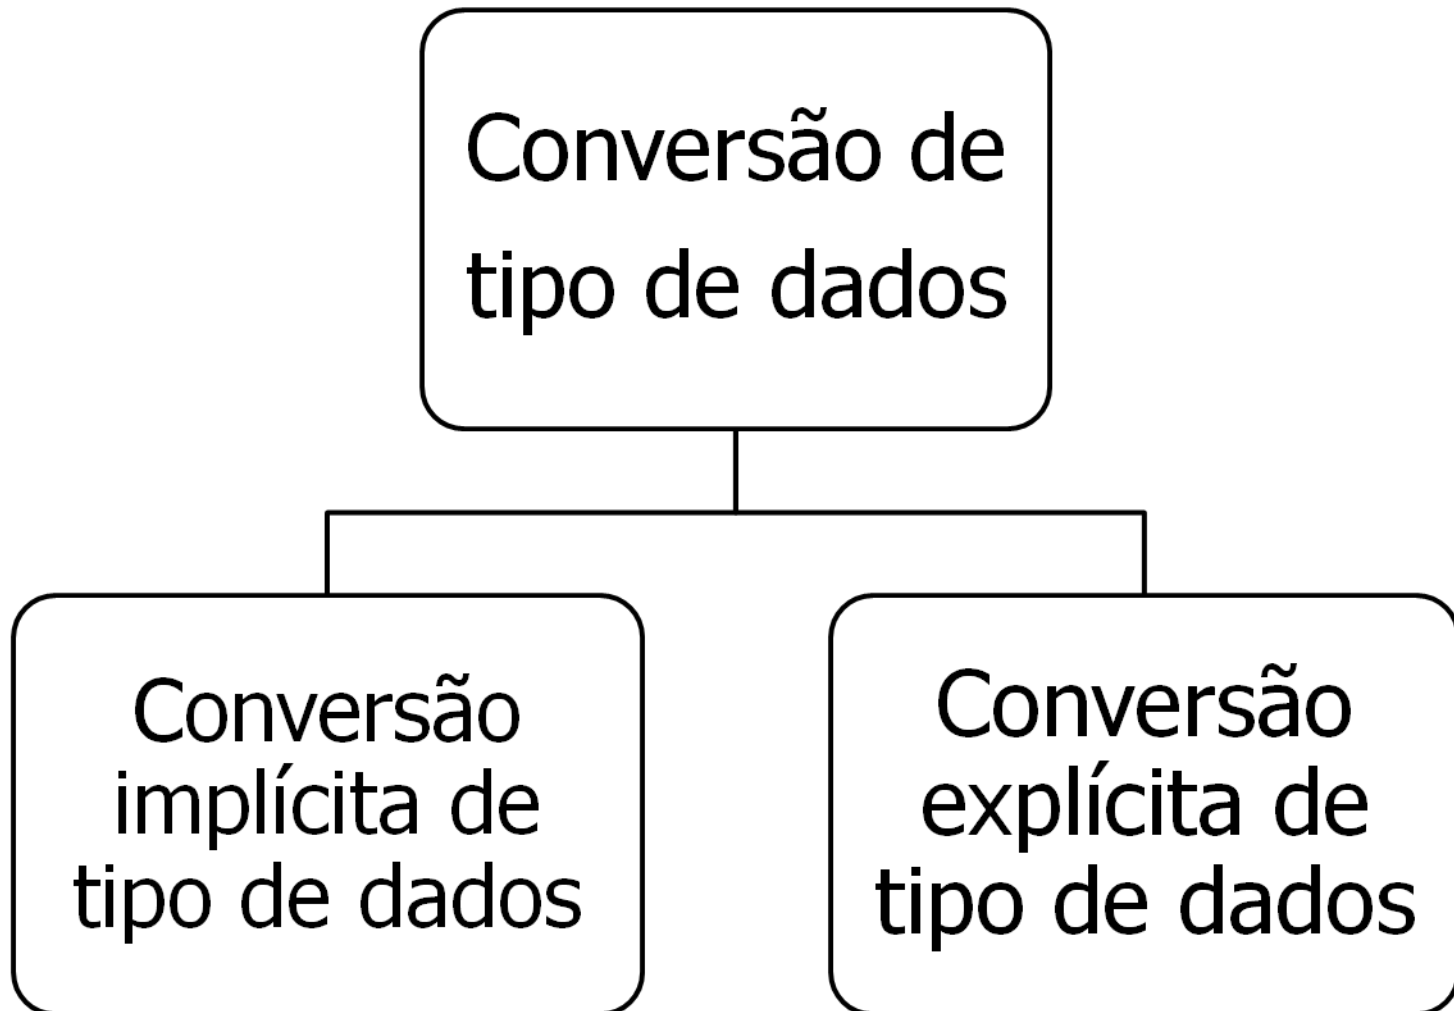 Conversão de
tipo de dados
Conversão
implícita de
tipo de dados
Conversão
explícita de
tipo de dados